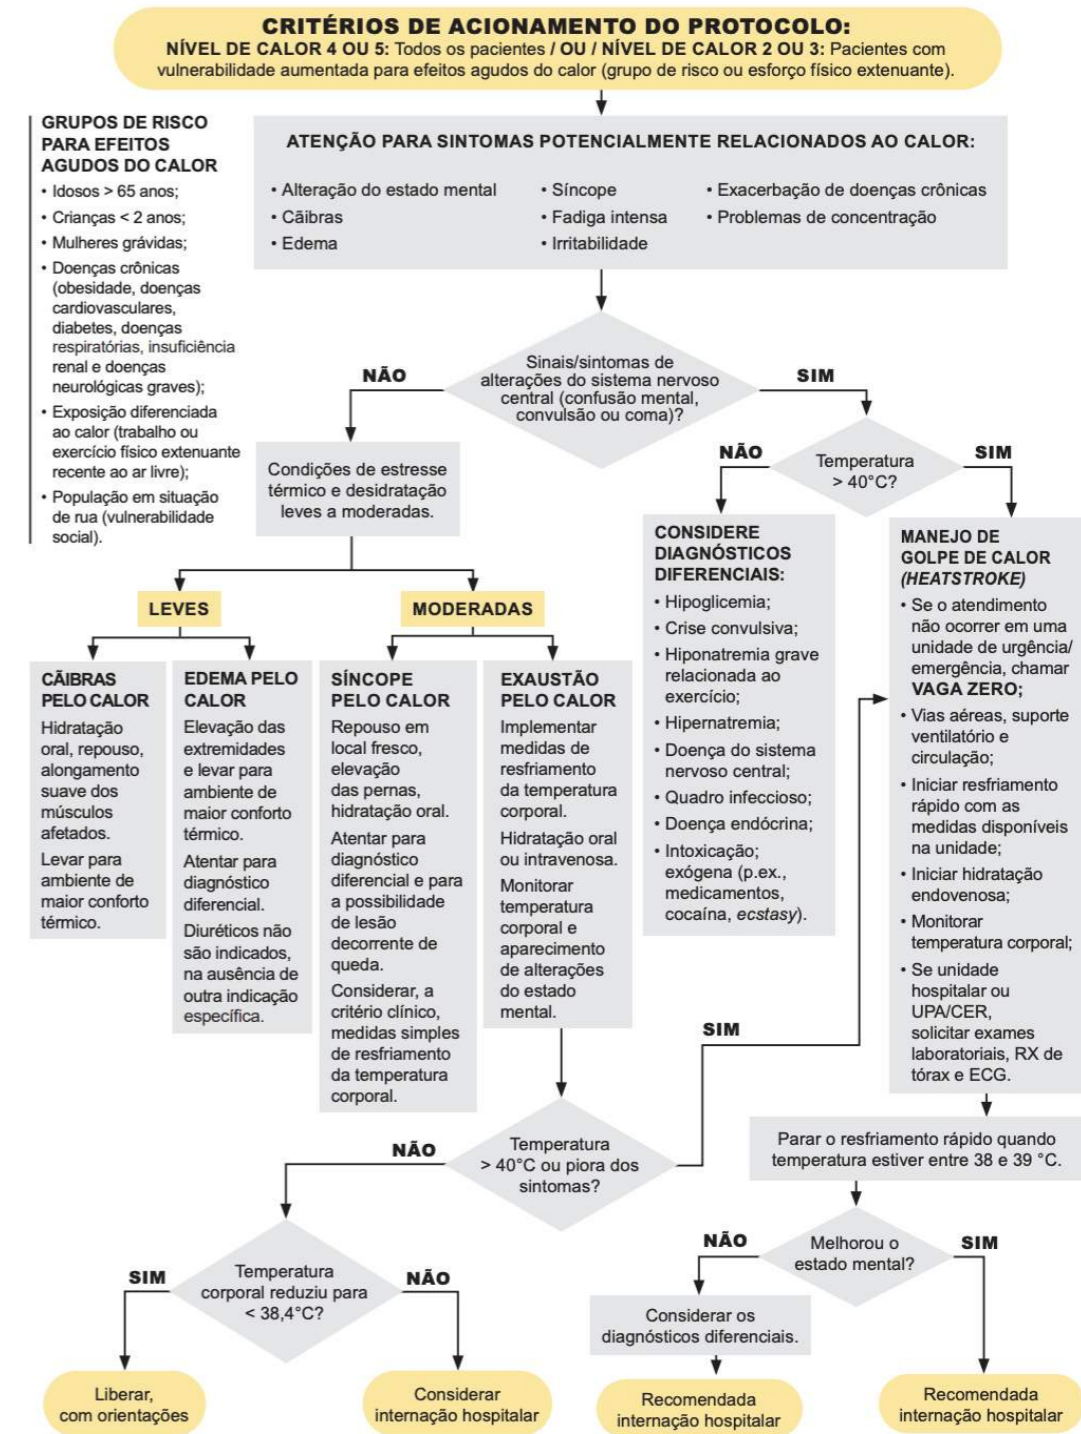 CRITÉRIOS DE ACIONAMENTO DO PROTOCOLO:
NÍVEL DE CALOR 4 OU 5: Todos os pacientes / OU / NÍVEL DE CALOR 2 OU 3: Pacientes com
vulnerabilidade aumentada para efeitos agudos do calor (grupo de risco ou esforço físico extenuante).
GRUPOS DE RISCO
PARA EFEITOS
AGUDOS DO CALOR
• Idosos > 65 anos;
• Crianças < 2 anos;
• Mulheres grávidas;
• Doenças crônicas
(obesidade, doenças
cardiovasculares,
diabetes, doenças
respiratórias, insuficiência
renal e doenças
neurológicas graves);
• Exposição diferenciada
ao calor (trabalho ou
exercício físico extenuante
recente ao ar livre);
• População em situação
de rua (vulnerabilidade
social).
ATENÇÃO PARA SINTOMAS POTENCIALMENTE RELACIONADOS AO CALOR:
• Alteração do estado mental
• Cãibras
• Edema
• Síncope
• Fadiga intensa
• Irritabilidade
• Exacerbação de doenças crônicas
• Problemas de concentração
Sinais/sintomas de
alterações do sistema nervoso
central (confusão mental,
convulsão ou coma)?
NÃO
SIM
Condições de estresse
térmico e desidratação
leves a moderadas.
Temperatura
> 40°C?
NÃO
SIM
LEVES
MODERADAS
CÃIBRAS
PELO CALOR
Hidratação
oral, repouso,
alongamento
suave dos
músculos
afetados.
Levar para
ambiente de
maior conforto
térmico.
EDEMA PELO
CALOR
Elevação das
extremidades
e levar para
ambiente de
maior conforto
térmico.
Atentar para
diagnóstico
diferencial.
Diuréticos não
são indicados,
na ausência de
outra indicação
específica.
SÍNCOPE
PELO CALOR
Repouso em
local fresco,
elevação
das pernas,
hidratação oral.
Atentar para
diagnóstico
diferencial e para
a possibilidade
de lesão
decorrente de
queda.
Considerar, a
critério clínico,
medidas simples
de resfriamento
da temperatura
corporal.
EXAUSTÃO
PELO CALOR
Implementar
medidas de
resfriamento
da temperatura
corporal.
Hidratação oral
ou intravenosa.
Monitorar
temperatura
corporal e
aparecimento
de alterações
do estado
mental.
CONSIDERE
DIAGNÓSTICOS
DIFERENCIAIS:
• Hipoglicemia;
• Crise convulsiva;
• Hiponatremia grave
relacionada ao
exercício;
• Hipernatremia;
• Doença do sistema
nervoso central;
• Quadro infeccioso;
• Doença endócrina;
• Intoxicação;
exógena (p.ex.,
medicamentos,
cocaína, ecstasy).
MANEJO DE
GOLPE DE CALOR
(HEATSTROKE)
• Se o atendimento
não ocorrer em uma
unidade de urgência/
emergência, chamar
VAGA ZERO;
• Vias aéreas, suporte
ventilatório e
circulação;
• Iniciar resfriamento
rápido com as
medidas disponíveis
na unidade;
• Iniciar hidratação
endovenosa;
• Monitorar
temperatura corporal;
• Se unidade
hospitalar ou
UPA/CER,
solicitar exames
laboratoriais, RX de
tórax e ECG.
Temperatura
> 40°C ou piora dos
sintomas?
NÃO
SIM
Temperatura
corporal reduziu para
< 38,4°C?
SIM
NÃO
Liberar,
com orientações
Considerar
internação hospitalar
Parar o resfriamento rápido quando
temperatura estiver entre 38 e 39 °C.
Melhorou o
estado mental?
NÃO
SIM
Considerar os
diagnósticos diferenciais.
Recomendada
internação hospitalar
Recomendada
internação hospitalar